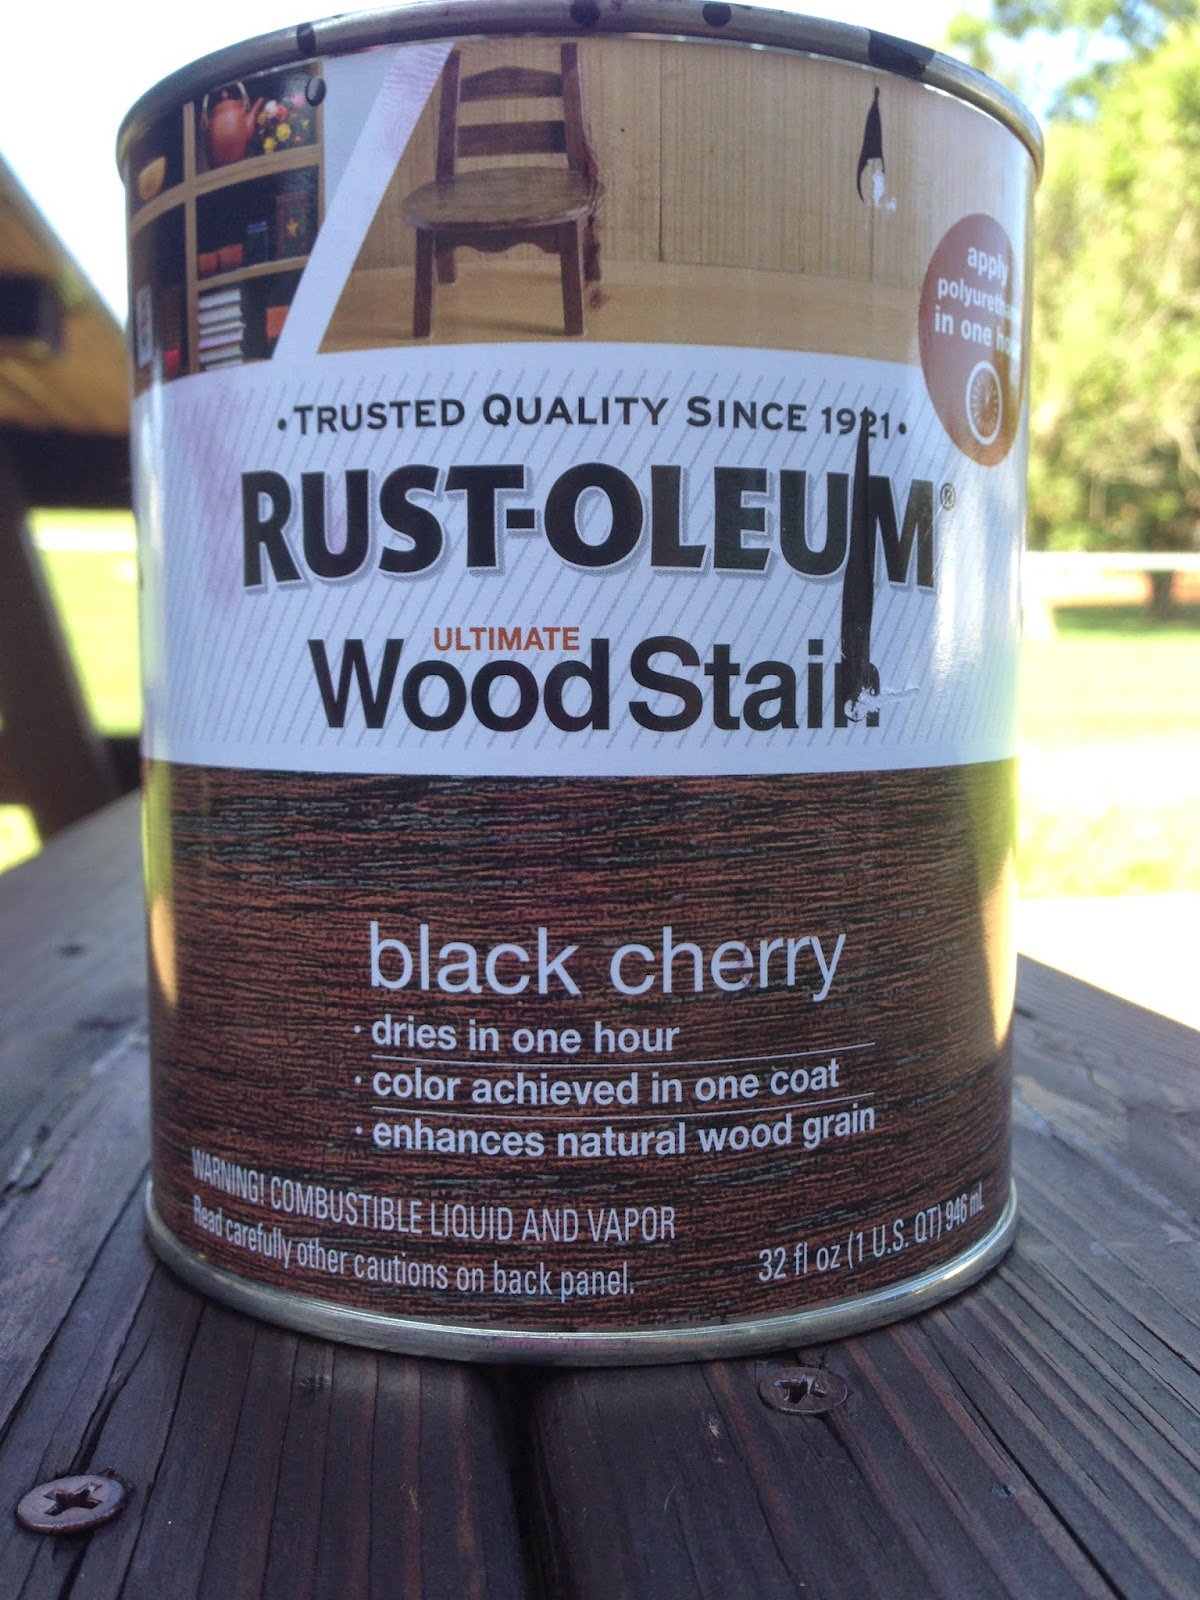 apply
polyurethane
in one hour
·TRUSTED QUALITY SINCE 1921·
RUST-OLEUM®
ULTIMATE
Wood Stain
black cherry
· dries in one hour
· color achieved in one coat
· enhances natural wood grain
WARNING! COMBUSTIBLE LIQUID AND VAPOR
Read carefully other cautions on back panel.
32 fl oz (1 U.S. QT) 946 mL